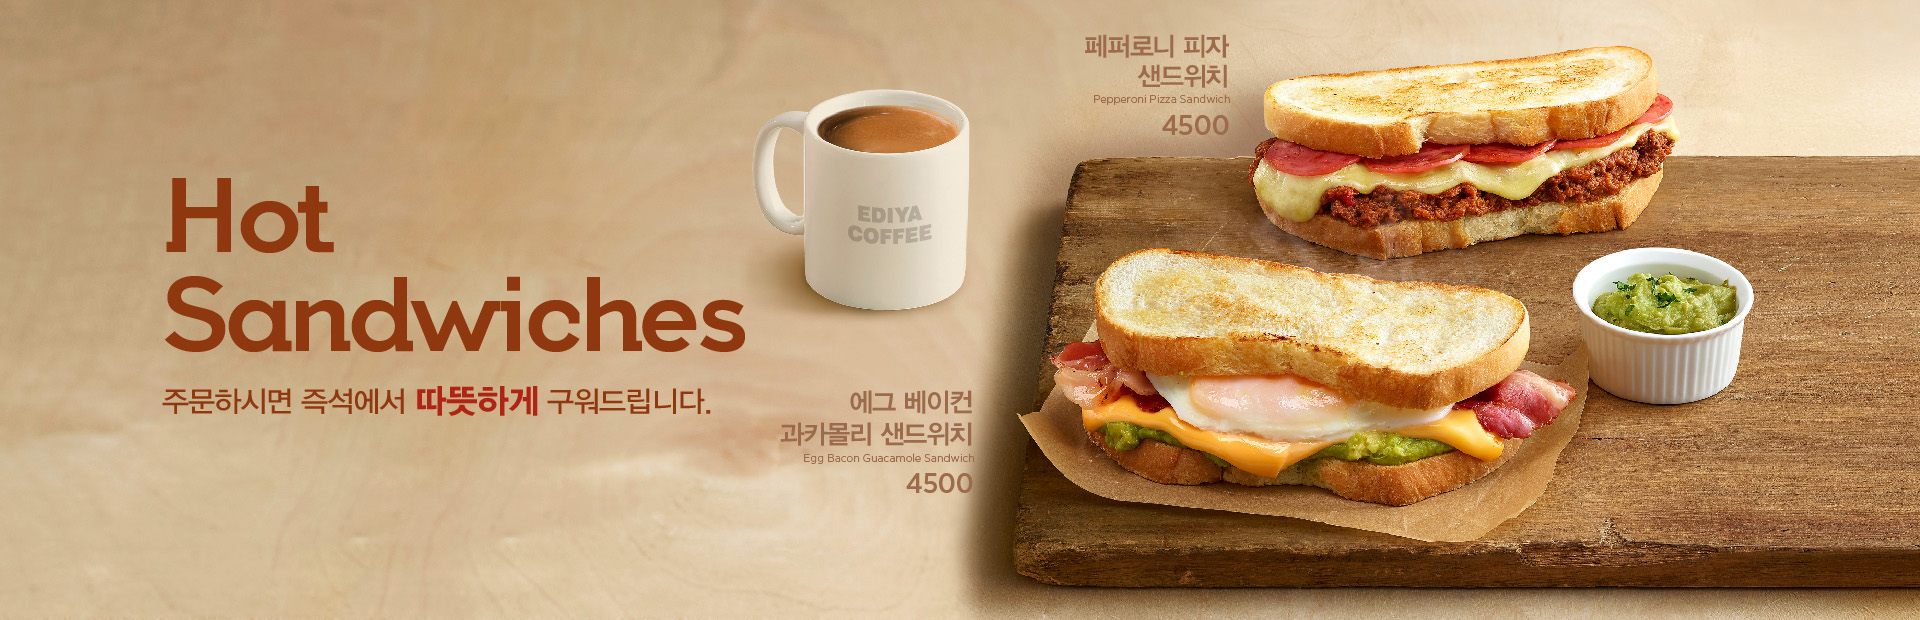 Hot
Sandwiches
주문하시면 즉석에서 따뜻하게 구워드립니다.
EDIYA
COFFEE
페퍼로니 피자
샌드위치
Pepperoni Pizza Sandwich
4500
에그 베이컨
과카몰리 샌드위치
Egg Bacon Guacamole Sandwich
4500